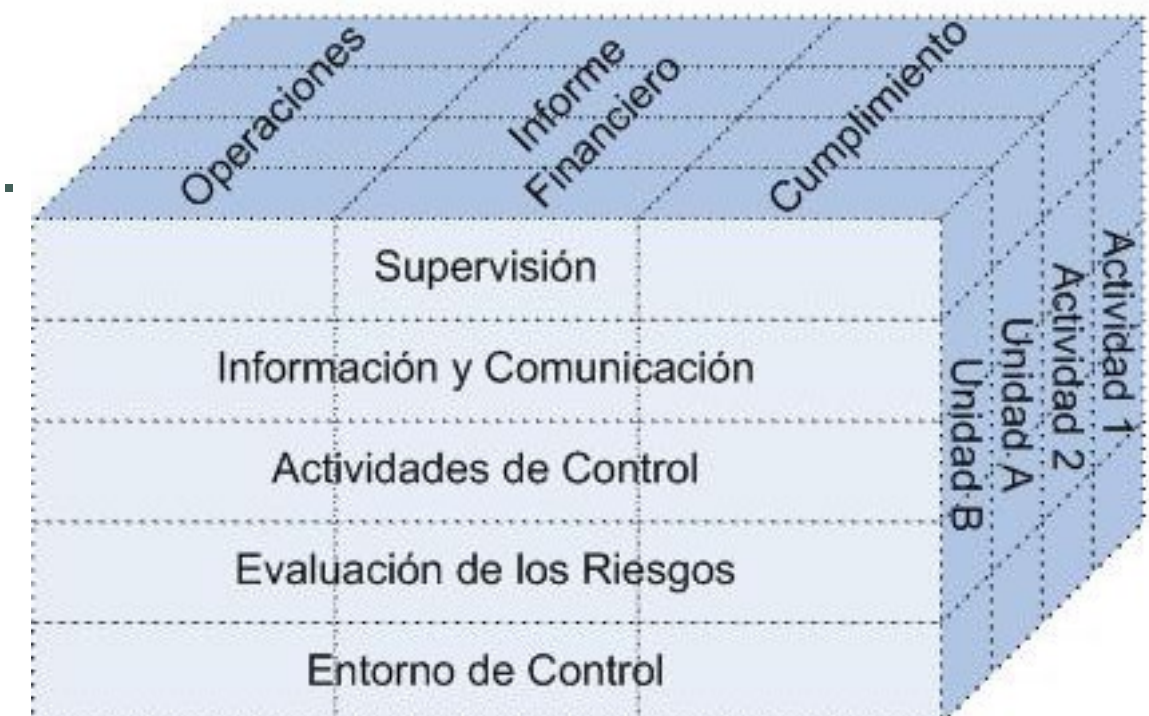 Operaciones
Informe
Financiero
Cumplimiento
Supervisión
Información y Comunicación
Actividades de Control
Evaluación de los Riesgos
Entorno de Control
Unidad B
Unidad A
Actividad 2
Actividad 1